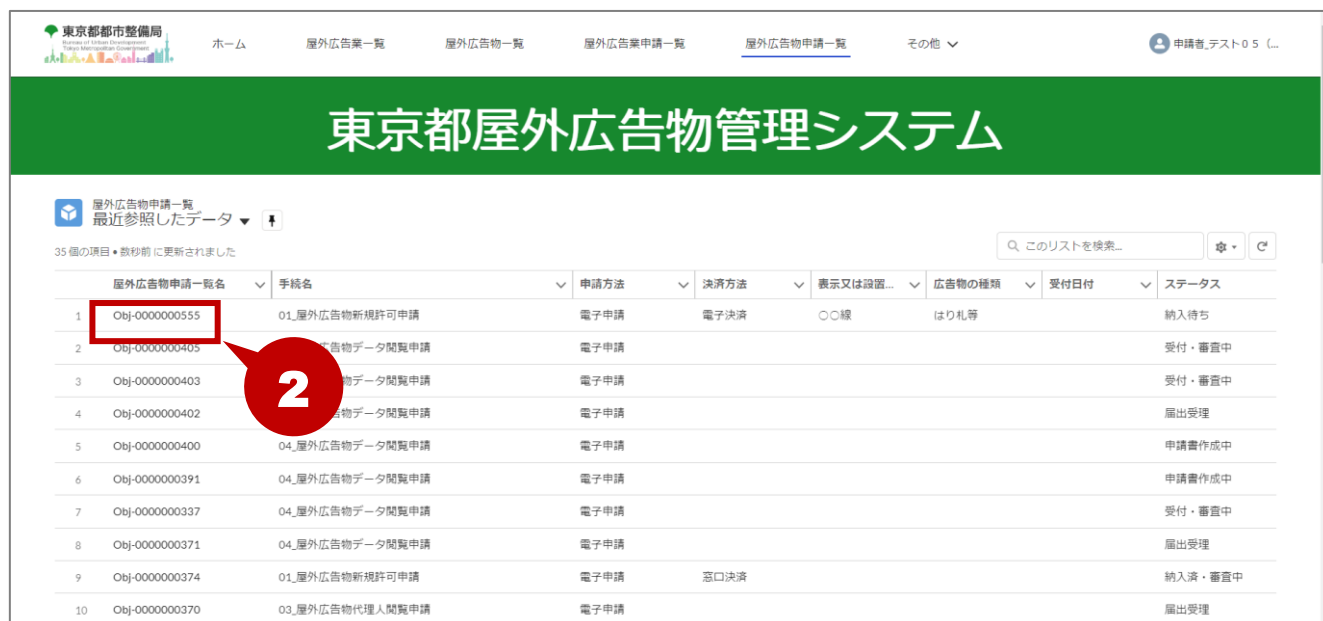 東京都都市整備局
Bureau of Urban Development
Tokyo Metropolitan Government
ホーム 屋外広告業一覧 屋外広告物一覧 屋外広告業申請一覧 屋外広告物申請一覧 その他 申請者_テスト05（...
東京都屋外広告物管理システム
屋外広告物申請一覧
最近参照したデータ
35 個の項目 • 数秒前 に更新されました
このリストを検索...
屋外広告物申請一覧名 手続名 申請方法 決済方法 表示又は設置... 広告物の種類 受付日付 ステータス
1 Obj-0000000555 01_屋外広告物新規許可申請 電子申請 電子決済 〇〇線 はり札等 納入待ち
2 Obj-0000000405 広告物データ閲覧申請 電子申請 受付・審査中
3 Obj-0000000403 物データ閲覧申請 電子申請 受付・審査中
2
4 Obj-0000000402 告物データ閲覧申請 電子申請 届出受理
5 Obj-0000000400 04_屋外広告物データ閲覧申請 電子申請 申請書作成中
6 Obj-0000000391 04_屋外広告物データ閲覧申請 電子申請 申請書作成中
7 Obj-0000000337 04_屋外広告物データ閲覧申請 電子申請 受付・審査中
8 Obj-0000000371 04_屋外広告物データ閲覧申請 電子申請 届出受理
9 Obj-0000000374 01_屋外広告物新規許可申請 電子申請 窓口決済 納入済・審査中
10 Obj-0000000370 03_屋外広告物代理人閲覧申請 電子申請 届出受理